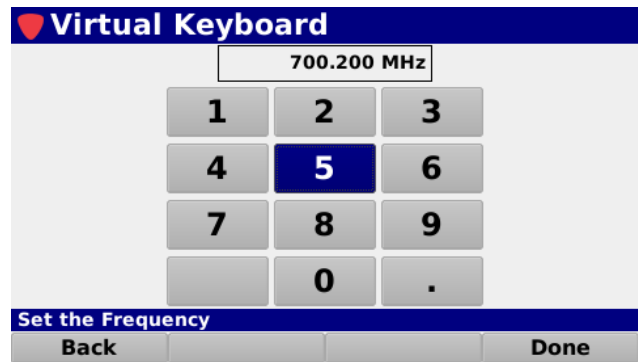 Virtual Keyboard
700.200 MHz
1 2 3
4 5 6
7 8 9
0 .
Set the Frequency
Back Done